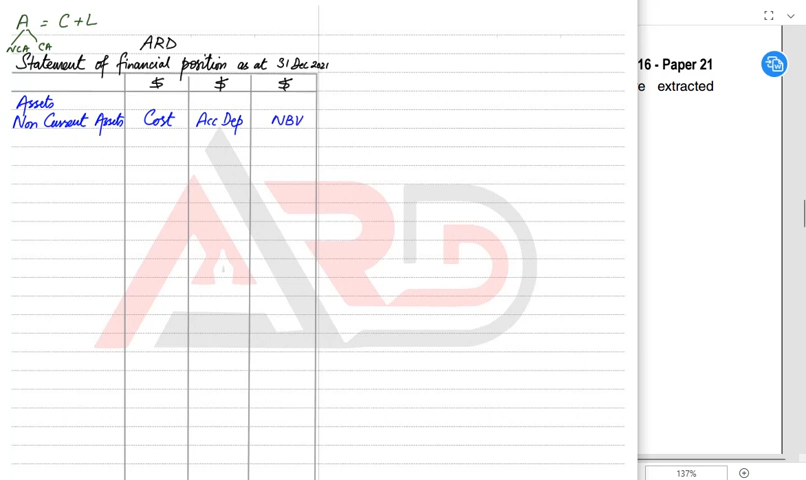 A = C + L
NCA CA
ARD
Statement of financial position as at 31 Dec 2021
$ $ $
Assets
Non Current Assets Cost Acc Dep NBV
ARD
16 - Paper 21
e extracted
137%